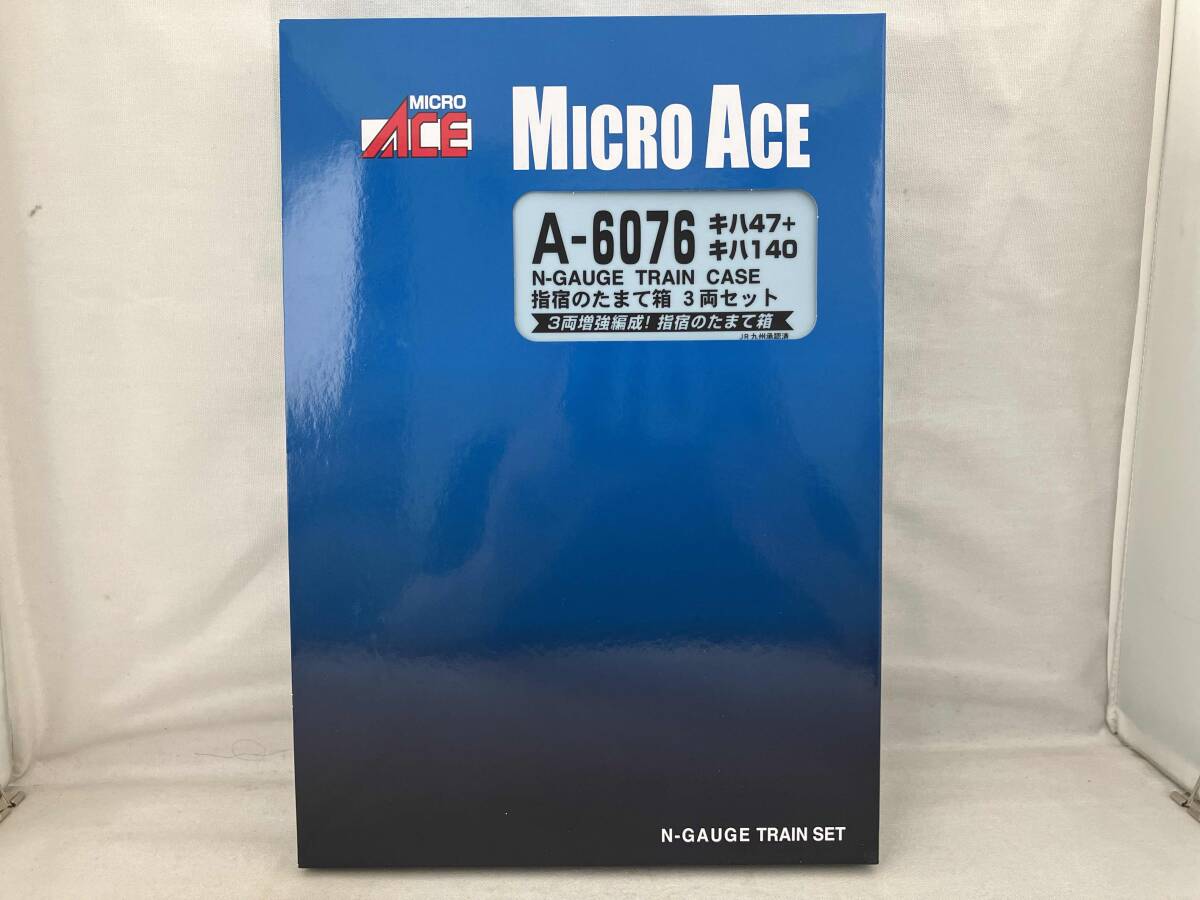 MICRO
ACE
MICRO ACE
A-6076 キハ47+
キハ140
N-GAUGE TRAIN CASE
指宿のたまて箱 3両セット
3両増強編成! 指宿のたまて箱
JR九州承認済
N-GAUGE TRAIN SET